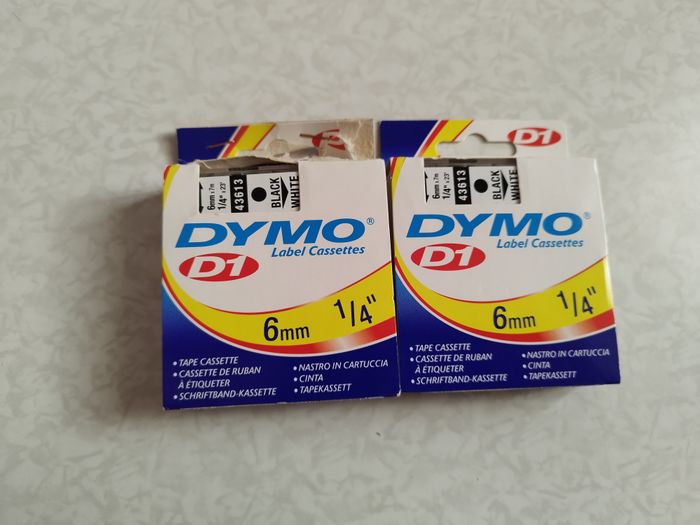 D1
6mm x 7m
1/4" x 23'
43613
BLACK
WHITE
DYMO®
Label Cassettes
D1
6mm 1/4"
• TAPE CASSETTE
• CASSETTE DE RUBAN
À ÉTIQUETER
• SCHRIFTBAND-KASSETTE
• NASTRO IN CARTUCCIA
• CINTA
• TAPEKASSETT
D1
6mm x 7m
1/4" x 23'
43613
BLACK
WHITE
DYMO®
Label Cassettes
D1
6mm 1/4"
• TAPE CASSETTE
• CASSETTE DE RUBAN
À ÉTIQUETER
• SCHRIFTBAND-KASSETTE
• NASTRO IN CARTUCCIA
• CINTA
• TAPEKASSETT